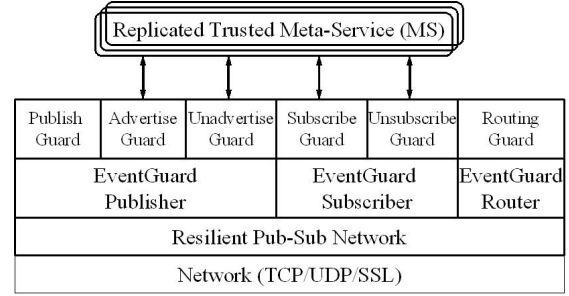 Replicated Trusted Meta-Service (MS)
Publish Advertise Unadvertise Subscribe Unsubscribe Routing
Guard Guard Guard Guard Guard Guard
EventGuard EventGuard EventGuard
Publisher Subscriber Router
Resilient Pub-Sub Network
Network (TCP/UDP/SSL)